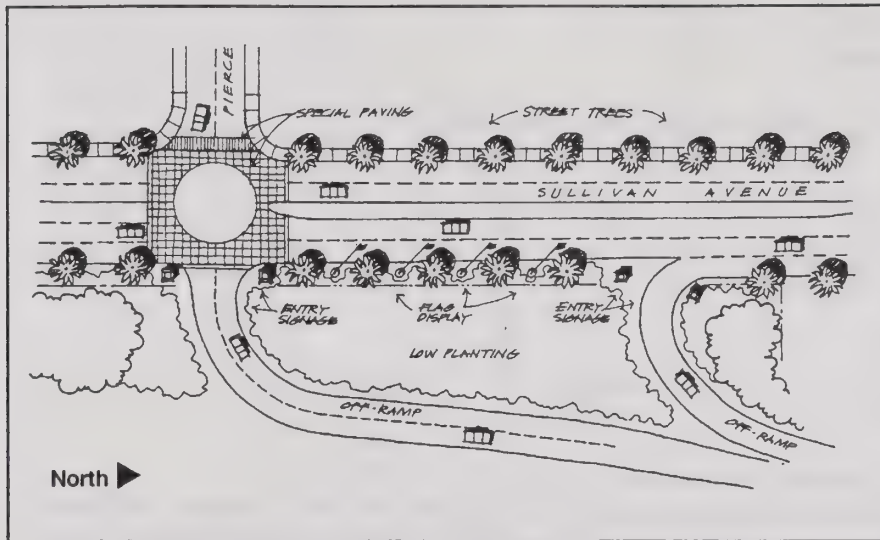 PIERCE
SPECIAL PAVING
STREET TREES
SULLIVAN AVENUE
ENTRY
SIGNAGE
FLAG
DISPLAY
ENTRY
SIGNAGE
LOW PLANTING
OFF-RAMP
OFF-RAMP
North